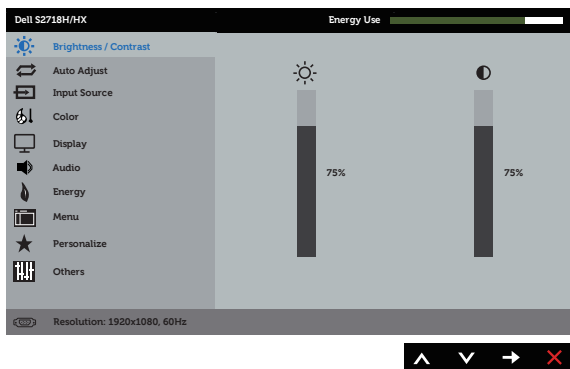 Dell S2718H/HX Energy Use
Brightness / Contrast
Auto Adjust
Input Source
Color
Display
Audio
75% 75%
Energy
Menu
Personalize
Others
Resolution: 1920x1080, 60Hz